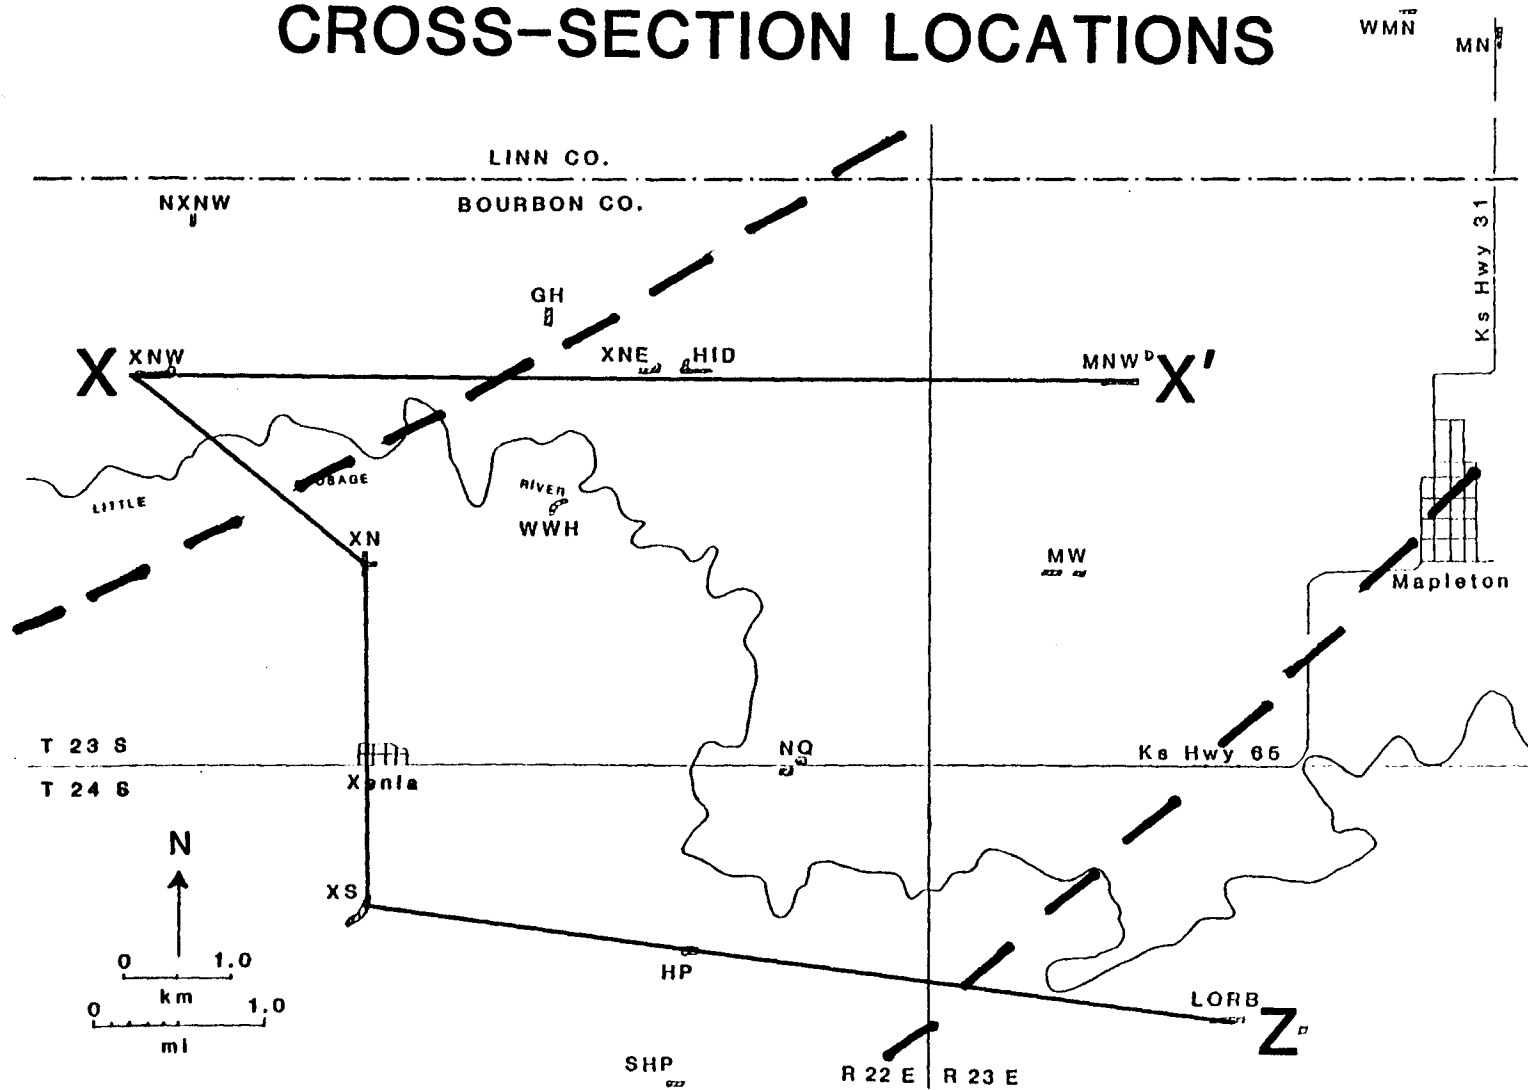 CROSS-SECTION LOCATIONS
WMN
MN
LINN CO.
BOURBON CO.
NXNW
Ks Hwy 31
GH
X
XNW
XNE
HID
MNW D
X'
LITTLE
OSAGE
RIVER
WWH
XN
MW
Mapleton
T 23 S
T 24 S
Xenia
NQ
Ks Hwy 65
N
XS
0 1.0
km
0 1.0
mi
HP
LORB
Z
SHP
R 22 E
R 23 E